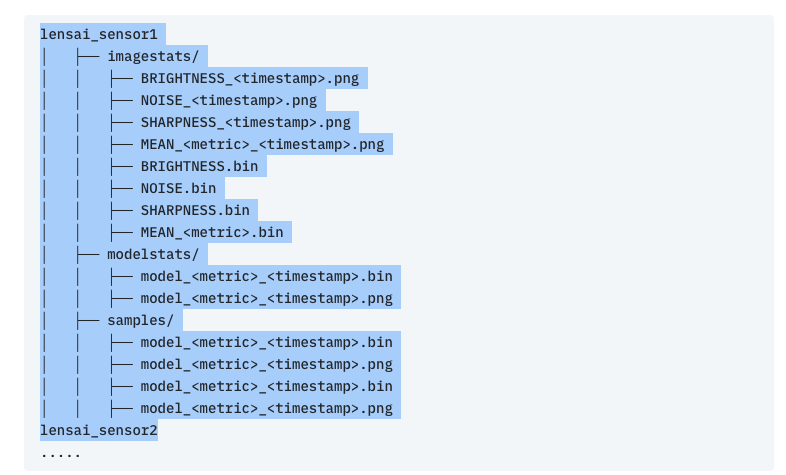 lensai_sensor1
│   ├── imagestats/
│   │   ├── BRIGHTNESS_<timestamp>.png
│   │   ├── NOISE_<timestamp>.png
│   │   ├── SHARPNESS_<timestamp>.png
│   │   ├── MEAN_<metric>_<timestamp>.png
│   │   ├── BRIGHTNESS.bin
│   │   ├── NOISE.bin
│   │   ├── SHARPNESS.bin
│   │   ├── MEAN_<metric>.bin
│   ├── modelstats/
│   │   ├── model_<metric>_<timestamp>.bin
│   │   ├── model_<metric>_<timestamp>.png
│   ├── samples/
│   │   ├── model_<metric>_<timestamp>.bin
│   │   ├── model_<metric>_<timestamp>.png
│   │   ├── model_<metric>_<timestamp>.bin
│   │   ├── model_<metric>_<timestamp>.png
lensai_sensor2
.....